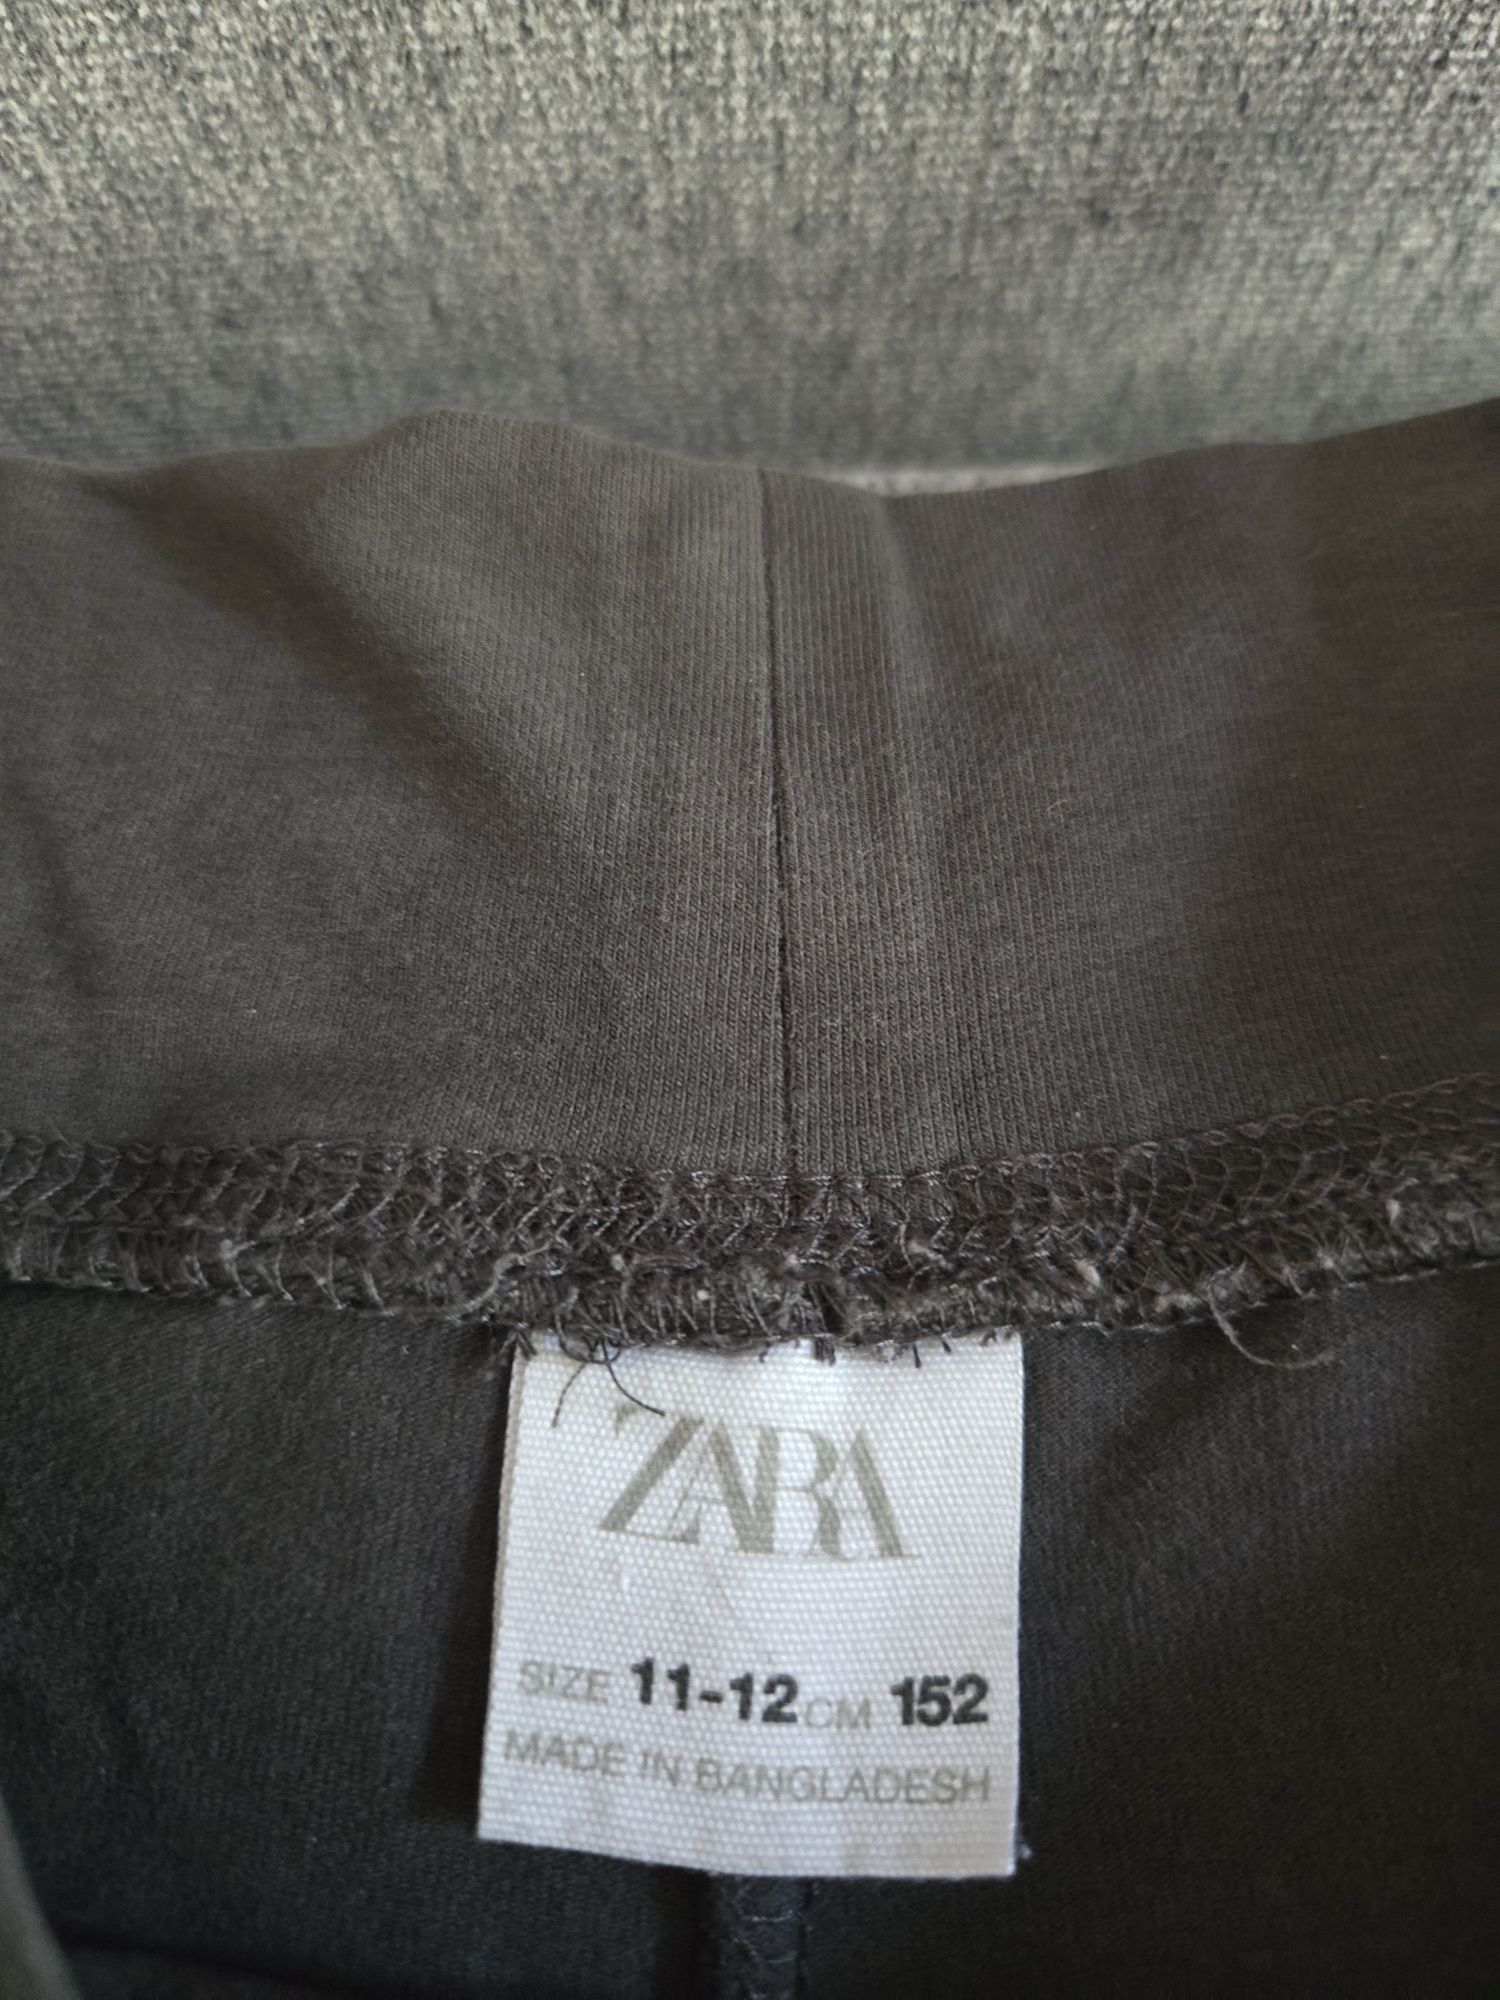 ZARA
SIZE 11-12 CM 152
MADE IN BANGLADESH